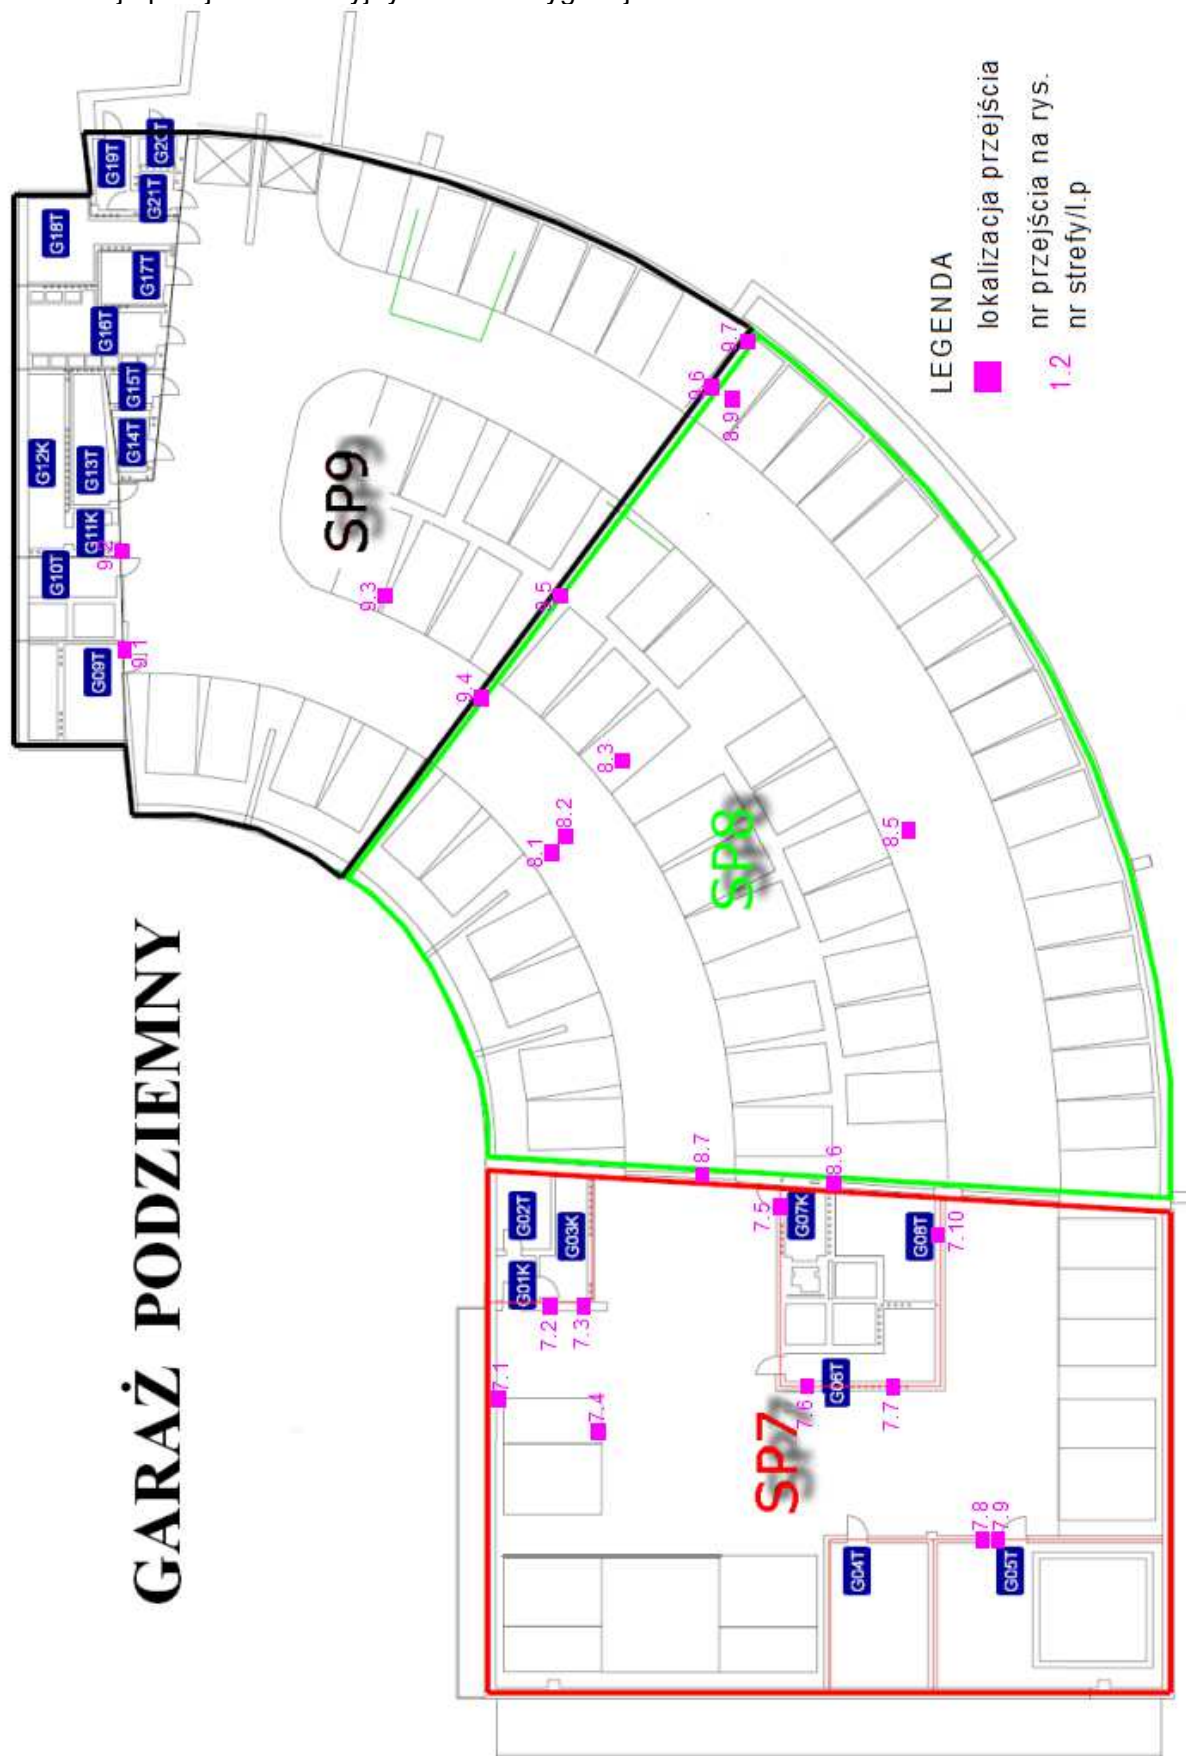 GARAŻ PODZIEMNY
G01K
G02T
G03K
G04T
G05T
G06T
G07K
G08T
G09T
G10T
G11K
G12K
G13T
G14T
G15T
G16T
G17T
G18T
G19T
G20T
G21T
SP7
7.1
7.2
7.3
7.4
7.5
7.6
7.7
7.8
7.9
7.10
SP8
8.1
8.2
8.3
8.5
8.6
8.7
8.9
SP9
9.1
9.2
9.3
9.4
9.5
9.6
9.7
LEGENDA
lokalizacja przejścia
1.2 nr przejścia na rys.
nr strefy/l.p